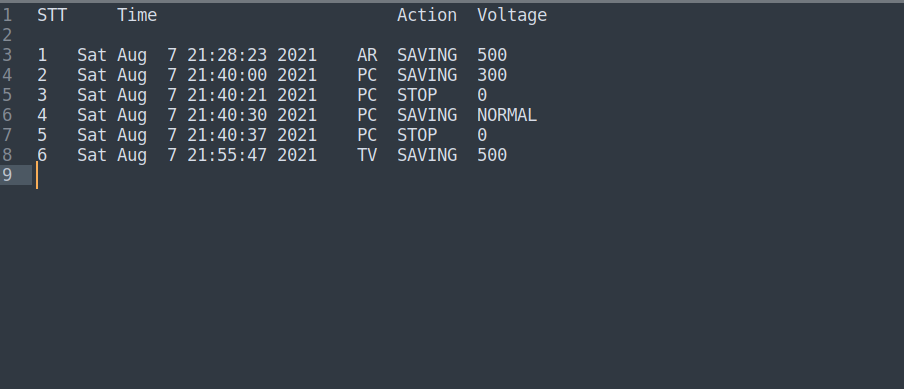 1 STT     Time                        Action  Voltage
2
3 1   Sat Aug  7 21:28:23 2021    AR  SAVING  500
4 2   Sat Aug  7 21:40:00 2021    PC  SAVING  300
5 3   Sat Aug  7 21:40:21 2021    PC  STOP    0
6 4   Sat Aug  7 21:40:30 2021    PC  SAVING  NORMAL
7 5   Sat Aug  7 21:40:37 2021    PC  STOP    0
8 6   Sat Aug  7 21:55:47 2021    TV  SAVING  500
9